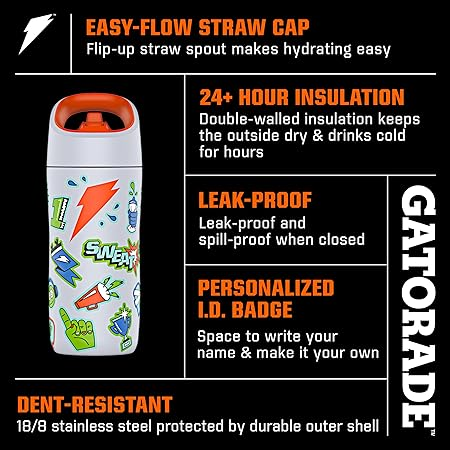 EASY-FLOW STRAW CAP
Flip-up straw spout makes hydrating easy
24+ HOUR INSULATION
Double-walled insulation keeps
the outside dry & drinks cold
for hours
LEAK-PROOF
Leak-proof and
spill-proof when closed
PERSONALIZED
I.D. BADGE
Space to write your
name & make it your own
GATORADE™
1
SWEAT
DENT-RESISTANT
18/8 stainless steel protected by durable outer shell